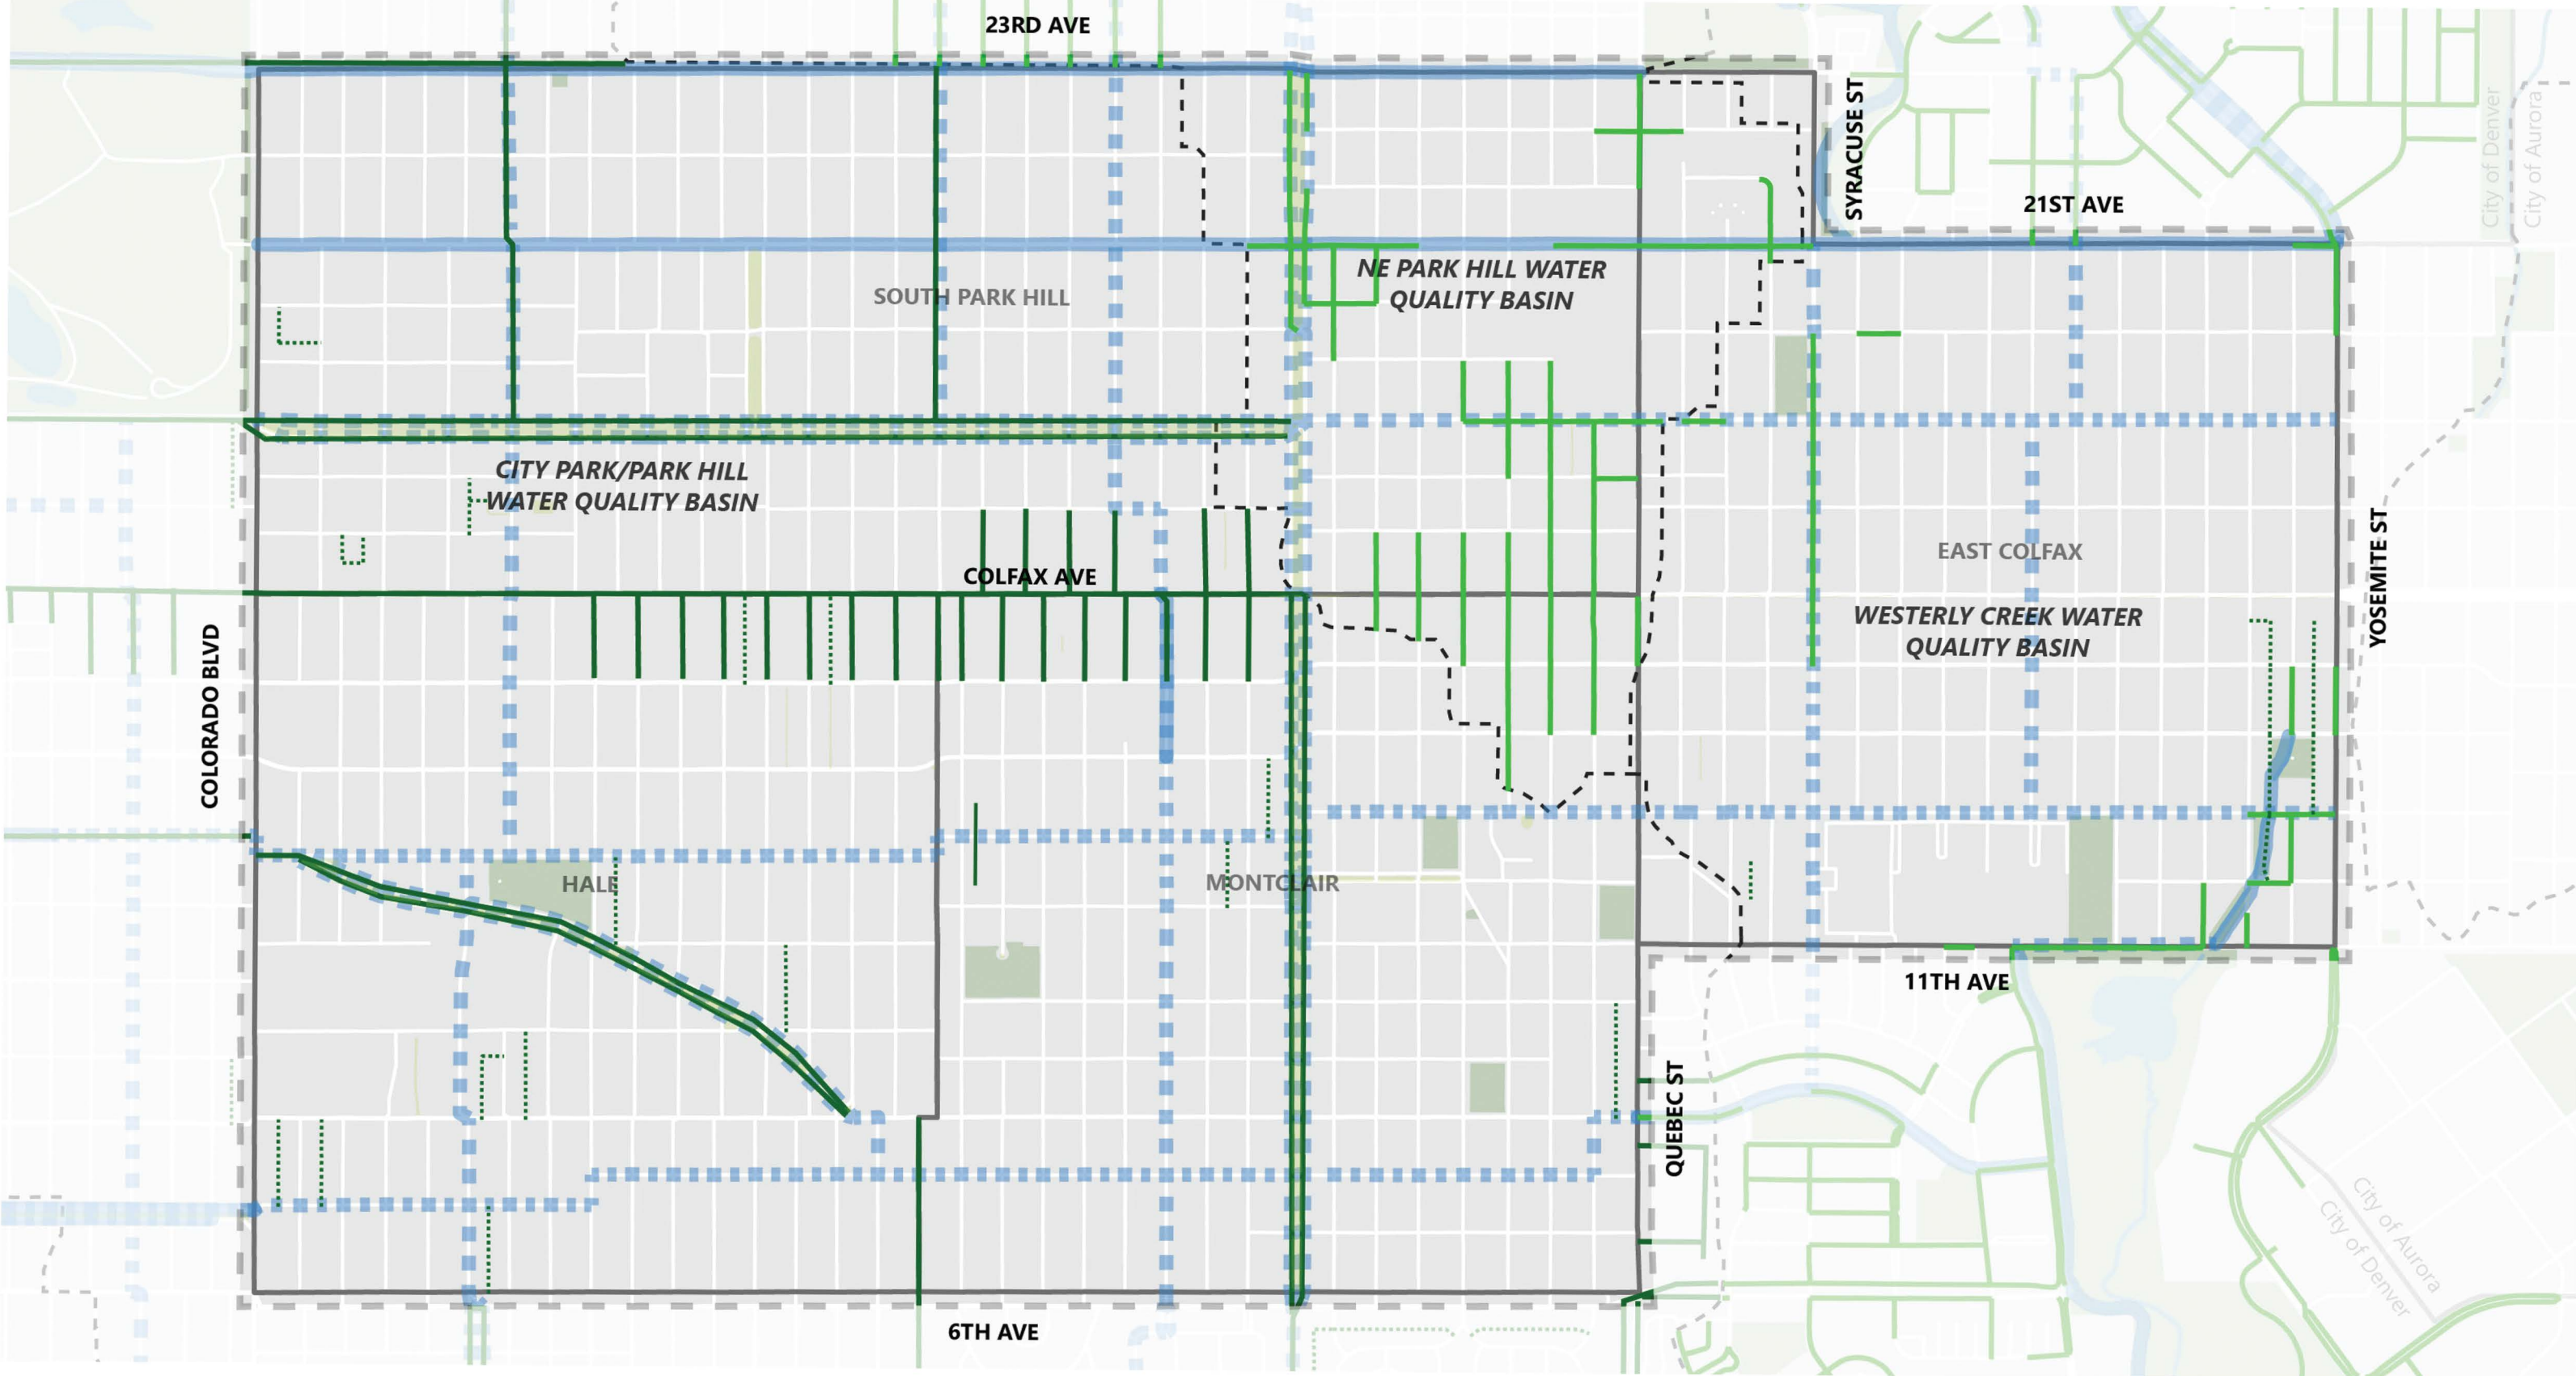 23RD AVE
SYRACUSE ST
City of Denver
City of Aurora
21ST AVE
NE PARK HILL WATER
QUALITY BASIN
SOUTH PARK HILL
CITY PARK/PARK HILL
WATER QUALITY BASIN
COLFAX AVE
EAST COLFAX
YOSEMITE ST
WESTERLY CREEK WATER
QUALITY BASIN
COLORADO BLVD
HALE
MONTCLAIR
11TH AVE
QUEBEC ST
City of Aurora
City of Denver
6TH AVE